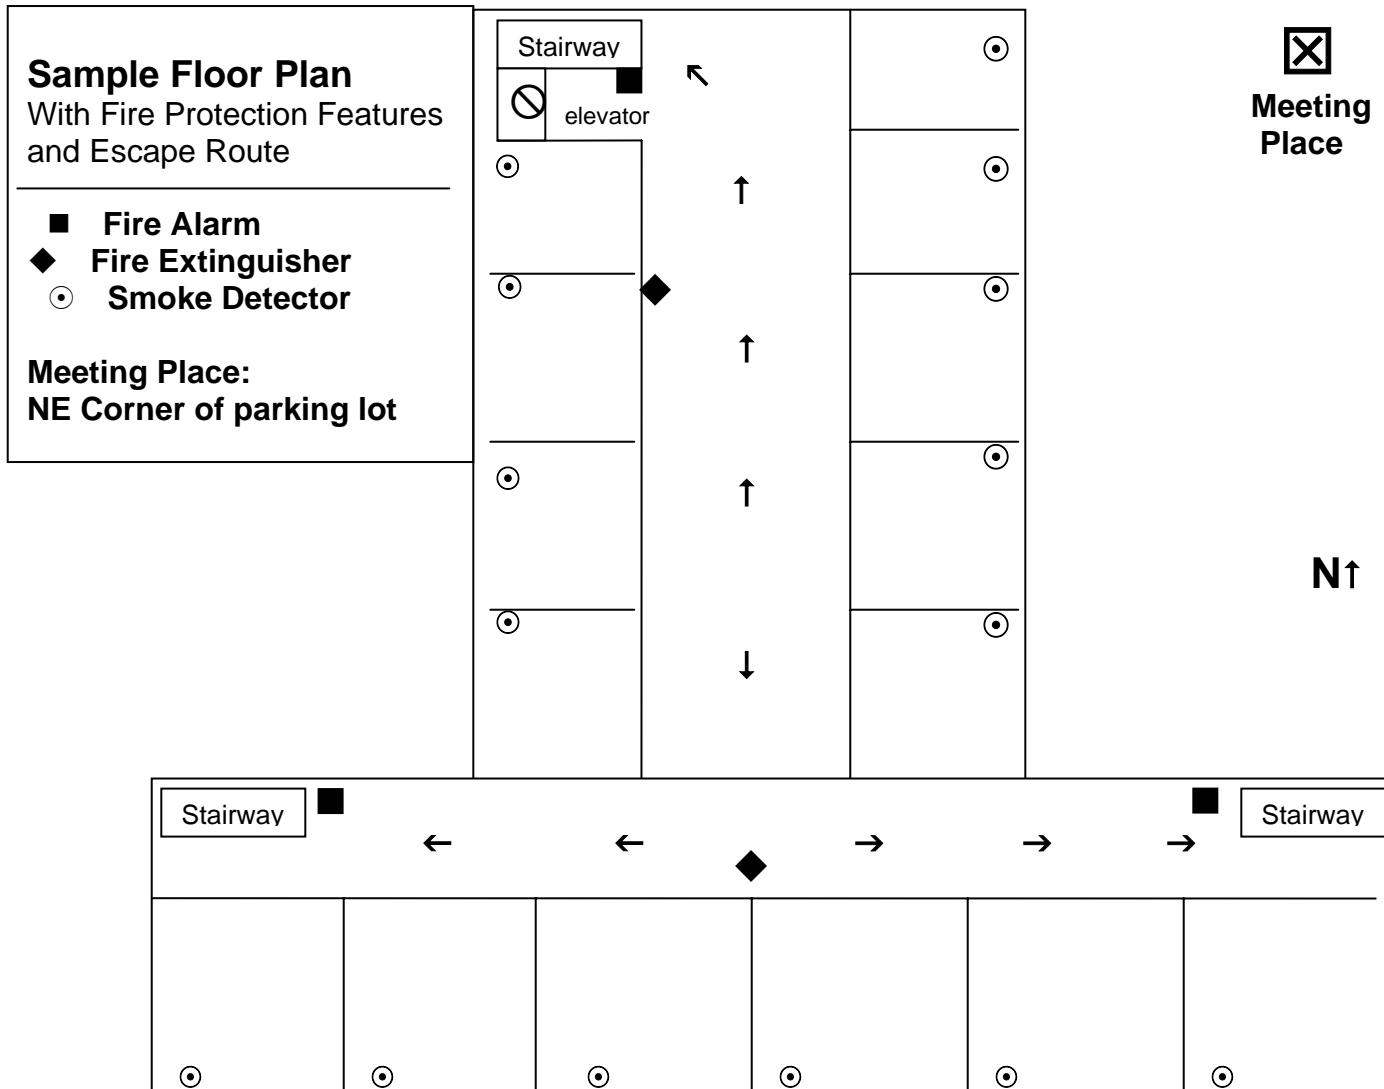 Sample Floor Plan
With Fire Protection Features
and Escape Route
Fire Alarm
Fire Extinguisher
Smoke Detector
Meeting Place:
NE Corner of parking lot
Stairway
elevator
Meeting
Place
N↑
Stairway
Stairway